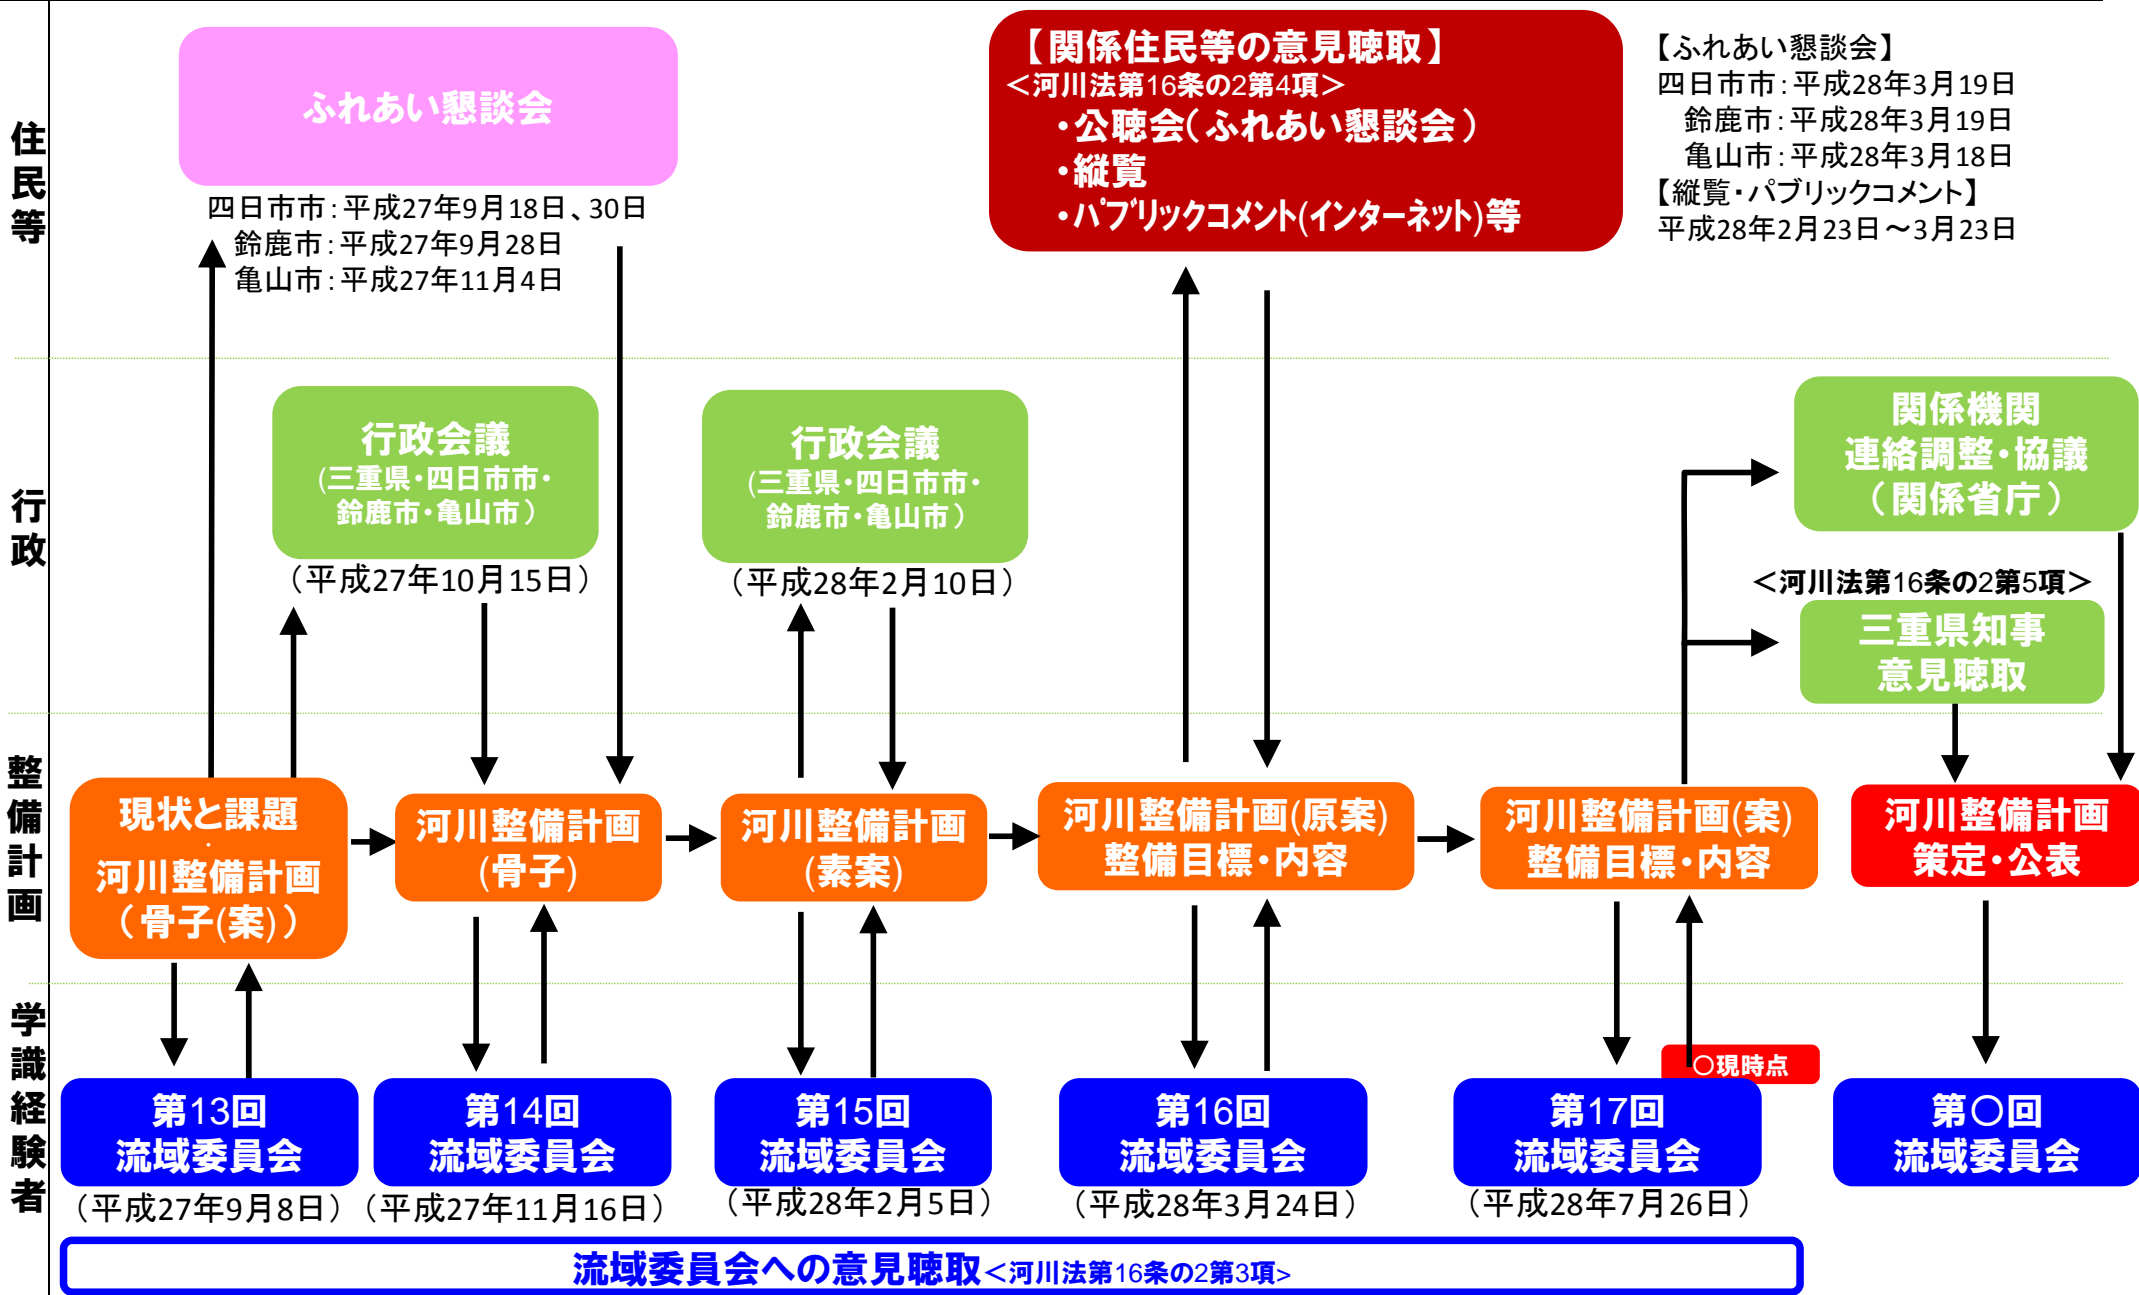 住民等
ふれあい懇談会
四日市市：平成27年9月18日、30日
鈴鹿市：平成27年9月28日
亀山市：平成27年11月4日
【関係住民等の意見聴取】
＜河川法第16条の2第4項＞
・公聴会(ふれあい懇談会)
・縦覧
・パブリックコメント(インターネット)等
【ふれあい懇談会】
四日市市：平成28年3月19日
鈴鹿市：平成28年3月19日
亀山市：平成28年3月18日
【縦覧・パブリックコメント】
平成28年2月23日～3月23日
行政
行政会議
(三重県・四日市市・
鈴鹿市・亀山市)
（平成27年10月15日）
行政会議
(三重県・四日市市・
鈴鹿市・亀山市)
（平成28年2月10日）
関係機関
連絡調整・協議
（関係省庁）
＜河川法第16条の2第5項＞
三重県知事
意見聴取
整備計画
現状と課題
・
河川整備計画
（骨子(案)）
河川整備計画
(骨子)
河川整備計画
(素案)
河川整備計画(原案)
整備目標・内容
河川整備計画(案)
整備目標・内容
河川整備計画
策定・公表
学識経験者
第13回
流域委員会
（平成27年9月8日）
第14回
流域委員会
（平成27年11月16日）
第15回
流域委員会
（平成28年2月5日）
第16回
流域委員会
（平成28年3月24日）
○現時点
第17回
流域委員会
（平成28年7月26日）
第〇回
流域委員会
流域委員会への意見聴取＜河川法第16条の2第3項>